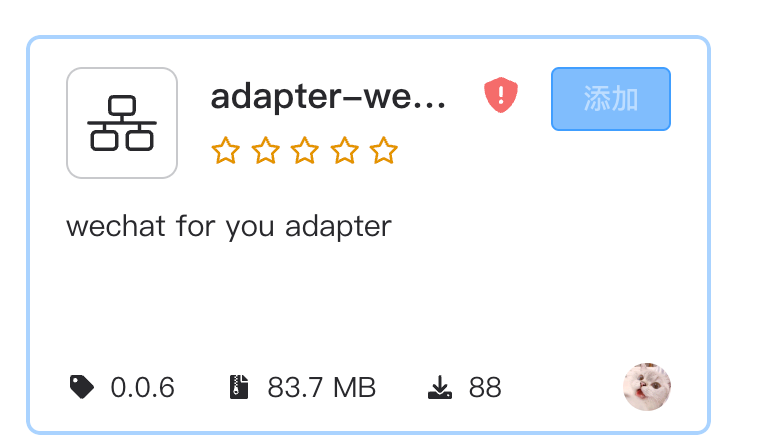 adapter-we...
添加
wechat for you adapter
0.0.6
83.7 MB
88